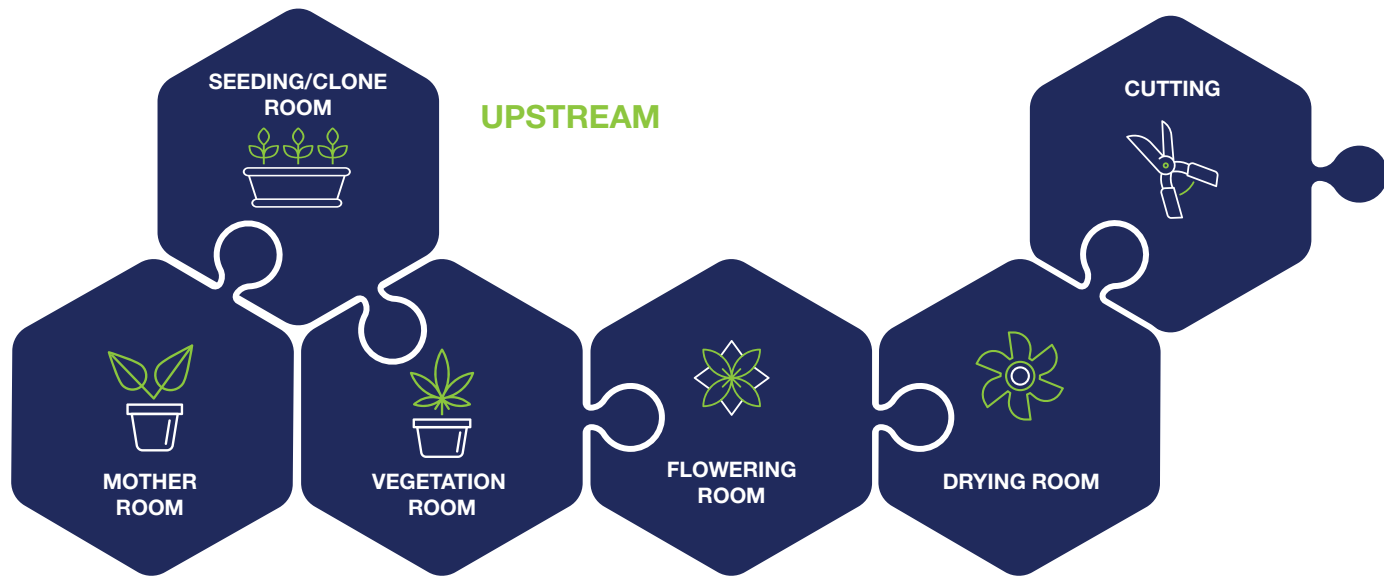 SEEDING/CLONE
ROOM
UPSTREAM
CUTTING
MOTHER
ROOM
VEGETATION
ROOM
FLOWERING
ROOM
DRYING ROOM